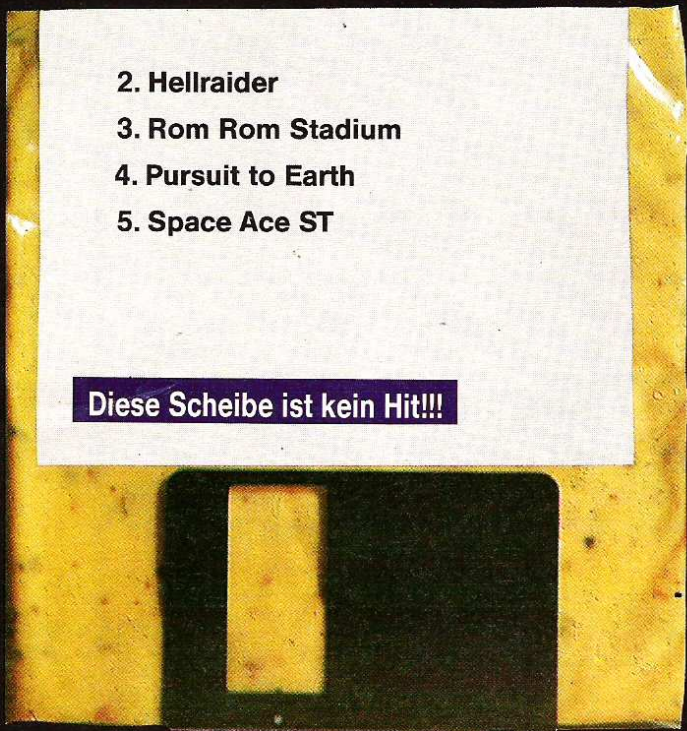 2. Hellraider
3. Rom Rom Stadium
4. Pursuit to Earth
5. Space Ace ST
Diese Scheibe ist kein Hit!!!